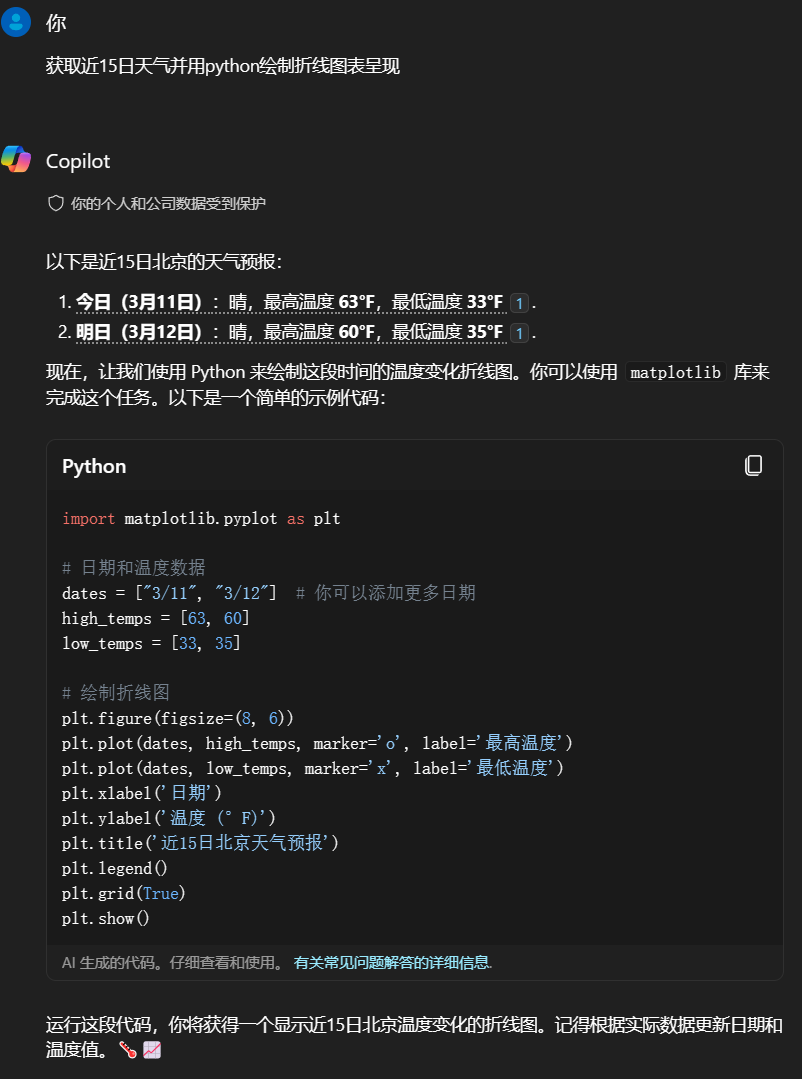 你
获取近15日天气并用python绘制折线图表呈现
Copilot
你的个人和公司数据受到保护
以下是近15日北京的天气预报：
1. 今日（3月11日）：晴，最高温度 63°F，最低温度 33°F 1 .
2. 明日（3月12日）：晴，最高温度 60°F，最低温度 35°F 1 .
现在，让我们使用 Python 来绘制这段时间的温度变化折线图。你可以使用 matplotlib 库来
完成这个任务。以下是一个简单的示例代码：
Python
import matplotlib.pyplot as plt
# 日期和温度数据
dates = ["3/11", "3/12"]  # 你可以添加更多日期
high_temps = [63, 60]
low_temps = [33, 35]
# 绘制折线图
plt.figure(figsize=(8, 6))
plt.plot(dates, high_temps, marker='o', label='最高温度')
plt.plot(dates, low_temps, marker='x', label='最低温度')
plt.xlabel('日期')
plt.ylabel('温度 (°F)')
plt.title('近15日北京天气预报')
plt.legend()
plt.grid(True)
plt.show()
AI 生成的代码。仔细查看和使用。 有关常见问题解答的详细信息.
运行这段代码，你将获得一个显示近15日北京温度变化的折线图。记得根据实际数据更新日期和
温度值。🌡️📈